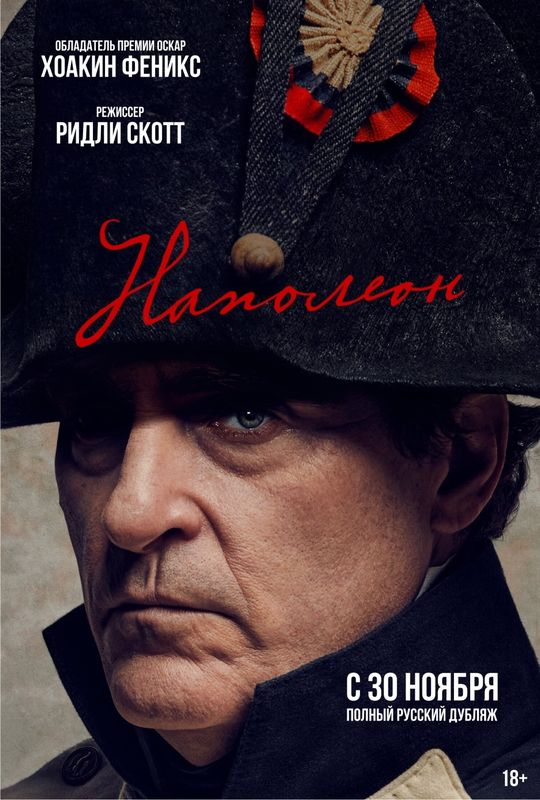 ОБЛАДАТЕЛЬ ПРЕМИИ ОСКАР
ХОАКИН ФЕНИКС
РЕЖИССЕР
РИДЛИ СКОТТ
Наполеон
С 30 НОЯБРЯ
ПОЛНЫЙ РУССКИЙ ДУБЛЯЖ
18+